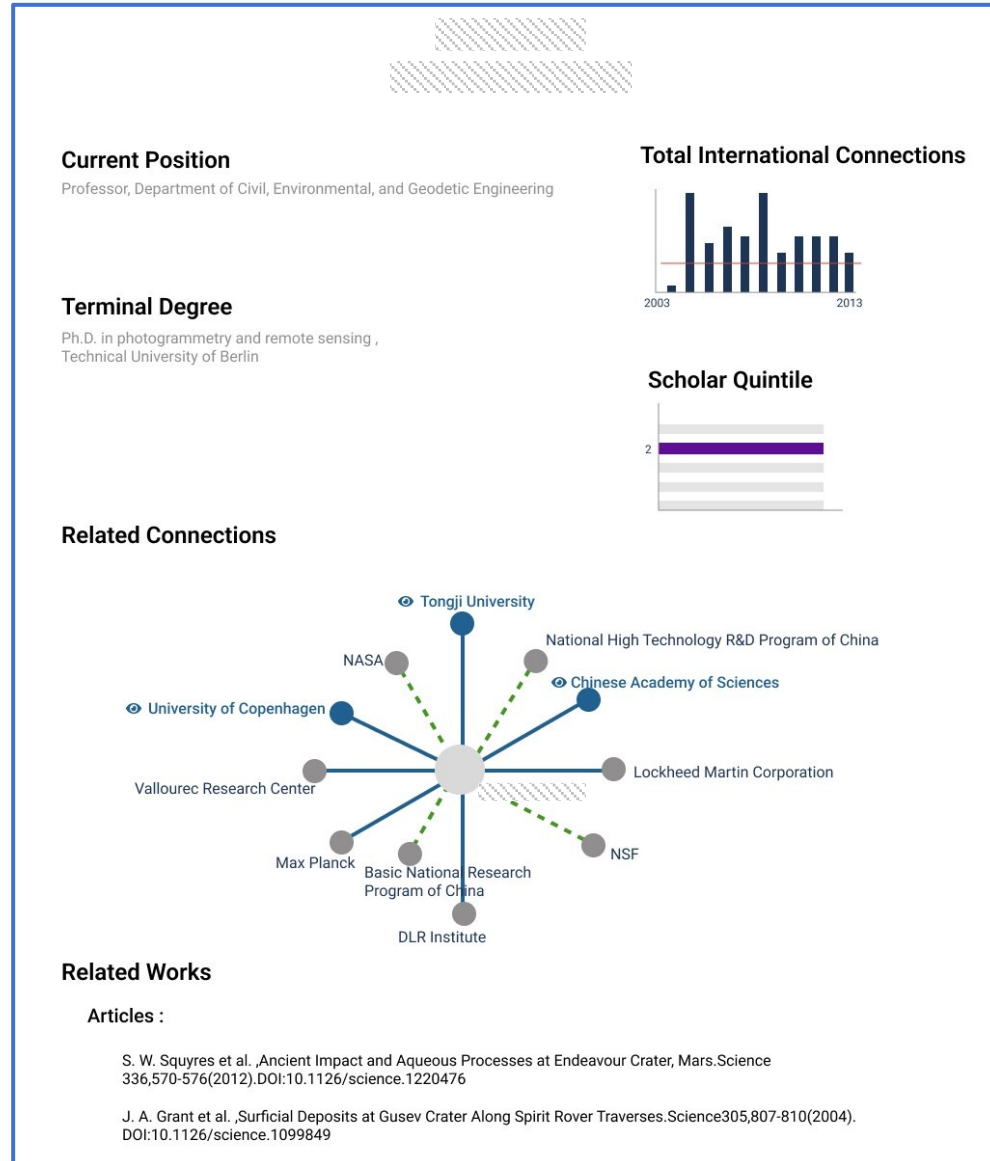 Current Position
Professor, Department of Civil, Environmental, and Geodetic Engineering
Total International Connections
2003
2013
Terminal Degree
Ph.D. in photogrammetry and remote sensing ,
Technical University of Berlin
Scholar Quintile
2
Related Connections
Tongji University
National High Technology R&D Program of China
NASA
Chinese Academy of Sciences
University of Copenhagen
Lockheed Martin Corporation
Vallourec Research Center
NSF
Max Planck
Basic National Research
Program of China
DLR Institute
Related Works
Articles :
S. W. Squyres et al. ,Ancient Impact and Aqueous Processes at Endeavour Crater, Mars.Science
336,570-576(2012).DOI:10.1126/science.1220476
J. A. Grant et al. ,Surficial Deposits at Gusev Crater Along Spirit Rover Traverses.Science305,807-810(2004).
DOI:10.1126/science.1099849